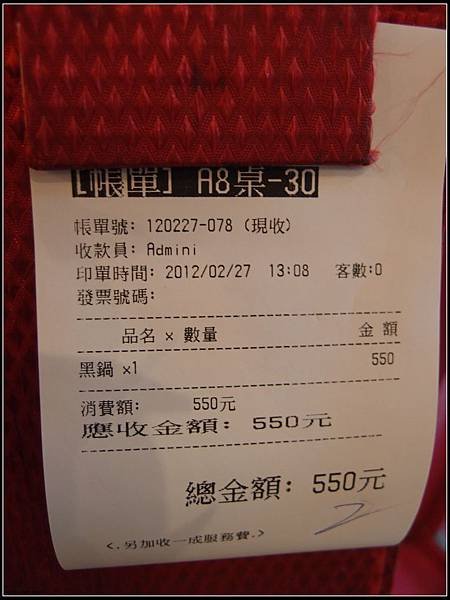 [帳單] A8桌-30
帳單號: 120227-078 (現收)
收款員: Admini
印單時間: 2012/02/27 13:08 客數:0
發票號碼:
品名 x 數量 金 額
黑鍋 x1 550
消費額: 550元
應收金額: 550元
總金額: 550元
2
<.另加收一成服務費.>